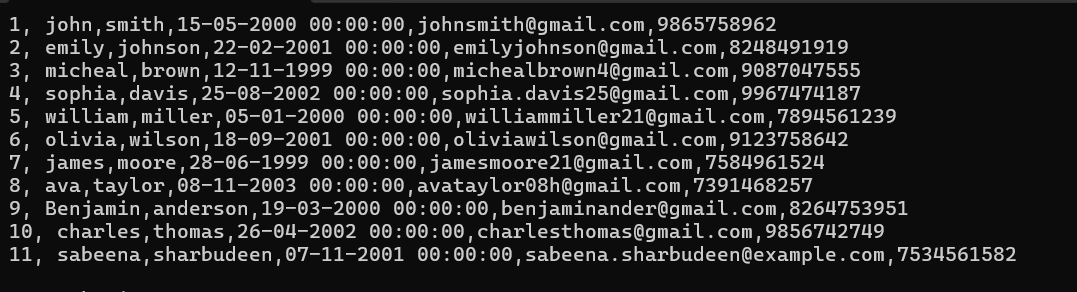 1, john,smith,15-05-2000 00:00:00,johnsmith@gmail.com,9865758962
2, emily,johnson,22-02-2001 00:00:00,emilyjohnson@gmail.com,8248491919
3, micheal,brown,12-11-1999 00:00:00,michealbrown4@gmail.com,9087047555
4, sophia,davis,25-08-2002 00:00:00,sophia.davis25@gmail.com,9967474187
5, william,miller,05-01-2000 00:00:00,williammiller21@gmail.com,7894561239
6, olivia,wilson,18-09-2001 00:00:00,oliviawilson@gmail.com,9123758642
7, james,moore,28-06-1999 00:00:00,jamesmoore21@gmail.com,7584961524
8, ava,taylor,08-11-2003 00:00:00,avataylor08h@gmail.com,7391468257
9, Benjamin,anderson,19-03-2000 00:00:00,benjaminander@gmail.com,8264753951
10, charles,thomas,26-04-2002 00:00:00,charlesthomas@gmail.com,9856742749
11, sabeena,sharbudeen,07-11-2001 00:00:00,sabeena.sharbudeen@example.com,7534561582